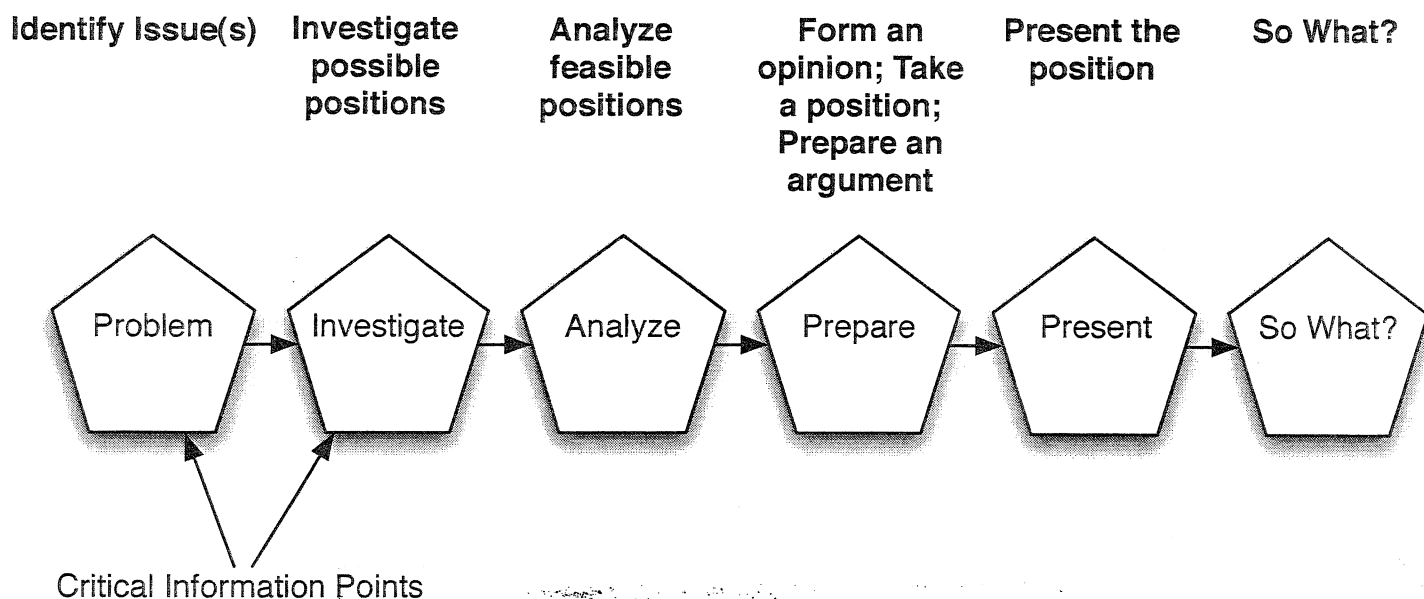 Identify Issue(s)
Investigate
possible
positions
Analyze
feasible
positions
Form an
opinion; Take
a position;
Prepare an
argument
Present the
position
So What?
Problem
Investigate
Analyze
Prepare
Present
So What?
Critical Information Points